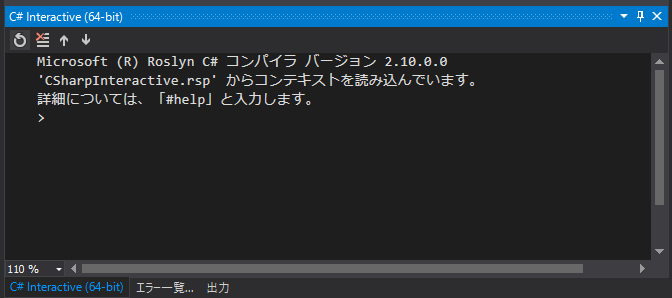 C# Interactive (64-bit)
Microsoft (R) Roslyn C# コンパイラ バージョン 2.10.0.0
'CSharpInteractive.rsp' からコンテキストを読み込んでいます。
詳細については、「#help」と入力します。
>
110 %
C# Interactive (64-bit) エラー一覧... 出力